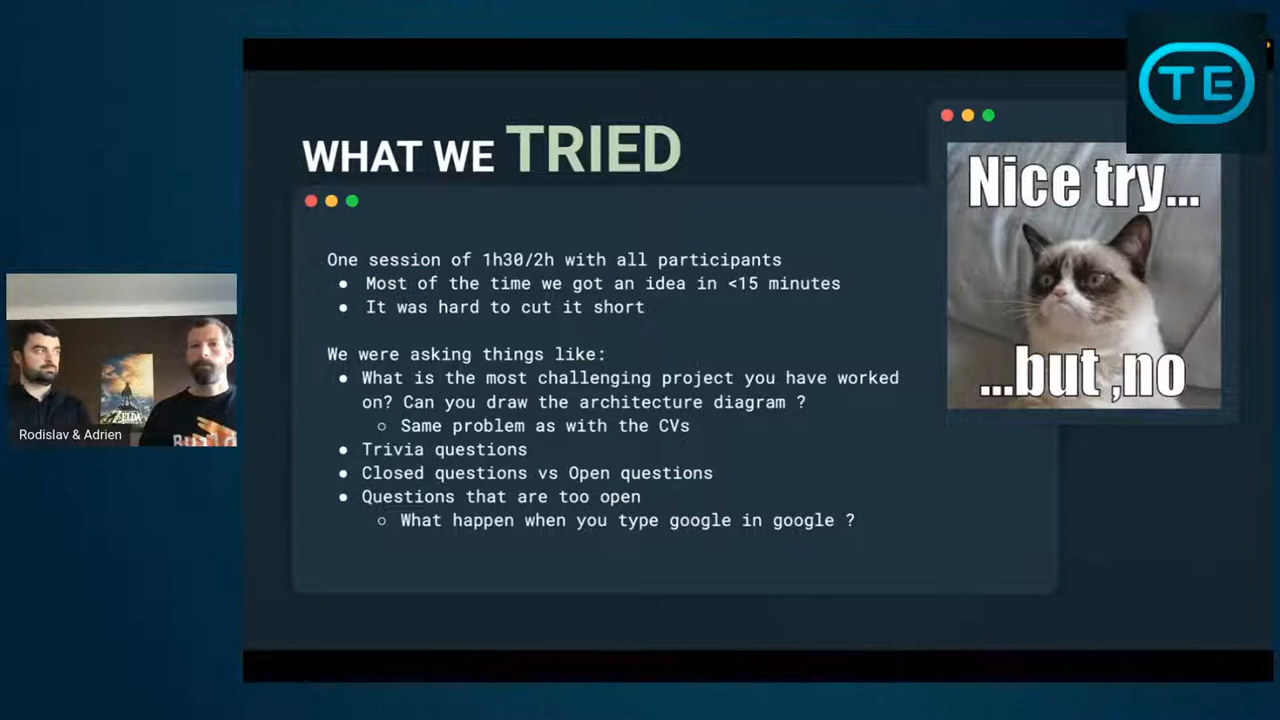 TE
WHAT WE TRIED
Nice try...
...but ,no
One session of 1h30/2h with all participants
● Most of the time we got an idea in <15 minutes
● It was hard to cut it short
We were asking things like:
● What is the most challenging project you have worked
on? Can you draw the architecture diagram ?
○ Same problem as with the CVs
● Trivia questions
● Closed questions vs Open questions
● Questions that are too open
○ What happen when you type google in google ?
ZELDA
Rodislav & Adrien